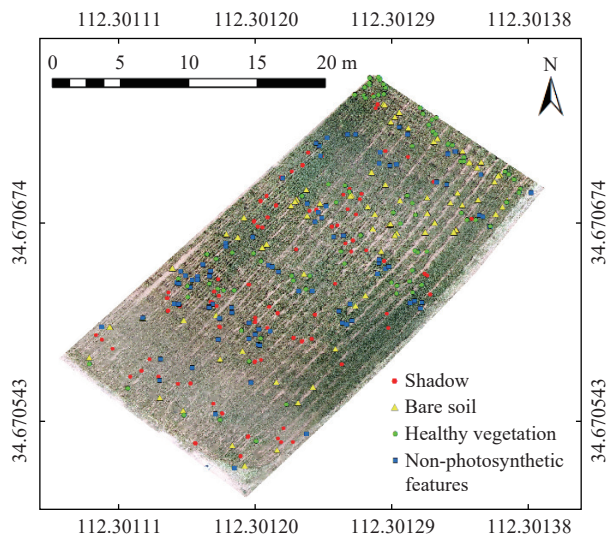 112.30111 112.30120 112.30129 112.30138
0 5 10 15 20 m
N
34.670674
34.670674
34.670543
34.670543
Shadow
Bare soil
Healthy vegetation
Non-photosynthetic
features
112.30111 112.30120 112.30129 112.30138